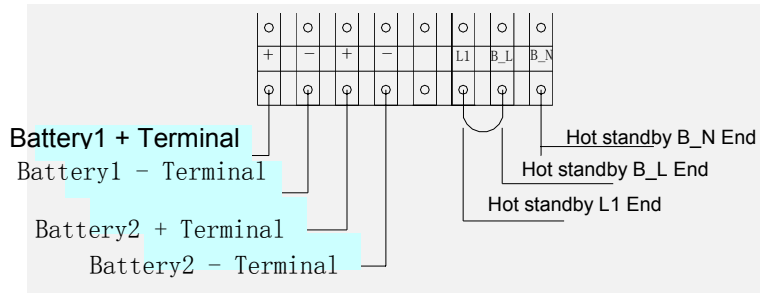 + − + − L1 B_L B_N
Battery1 + Terminal
Hot standby B_N End
Battery1 − Terminal
Hot standby B_L End
Hot standby L1 End
Battery2 + Terminal
Battery2 − Terminal